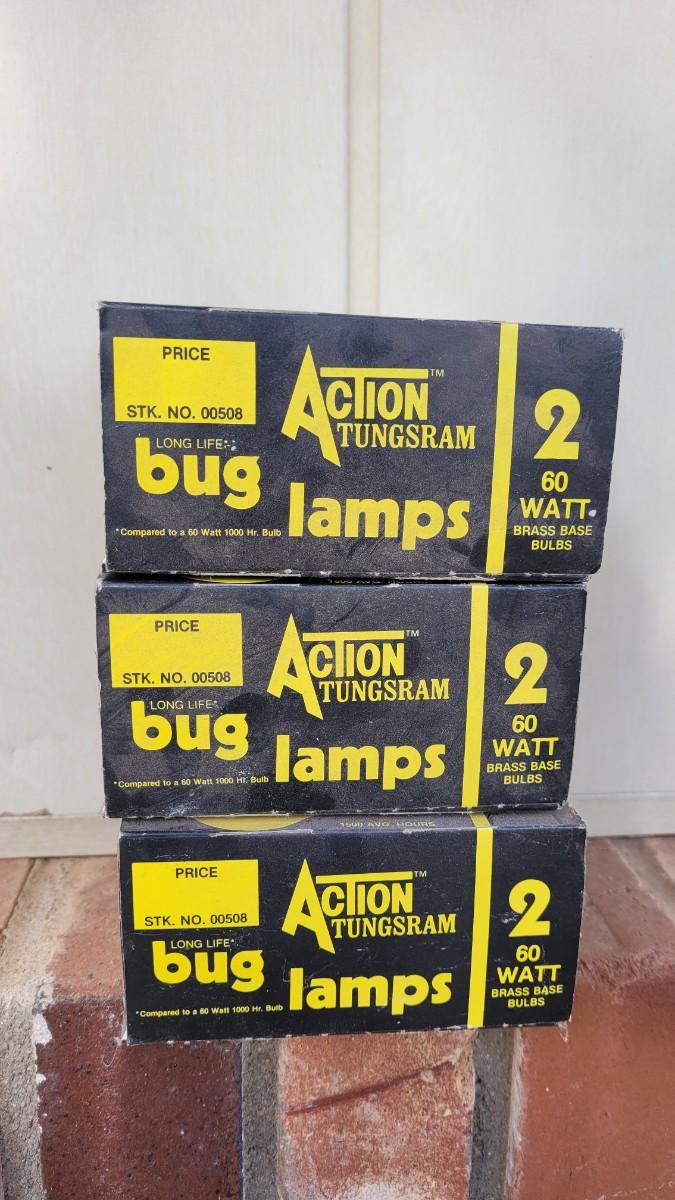 PRICE
STK. NO. 00508
ACTION™
TUNGSRAM
LONG LIFE*
bug
lamps
*Compared to a 60 Watt 1000 Hr. Bulb
2
60
WATT
BRASS BASE
BULBS
PRICE
STK. NO. 00508
ACTION™
TUNGSRAM
LONG LIFE*
bug
lamps
*Compared to a 60 Watt 1000 Hr. Bulb
2
60
WATT
BRASS BASE
BULBS
1500 AVG. HOURS
PRICE
STK. NO. 00508
ACTION™
TUNGSRAM
LONG LIFE*
bug
lamps
*Compared to a 60 Watt 1000 Hr. Bulb
2
60
WATT
BRASS BASE
BULBS